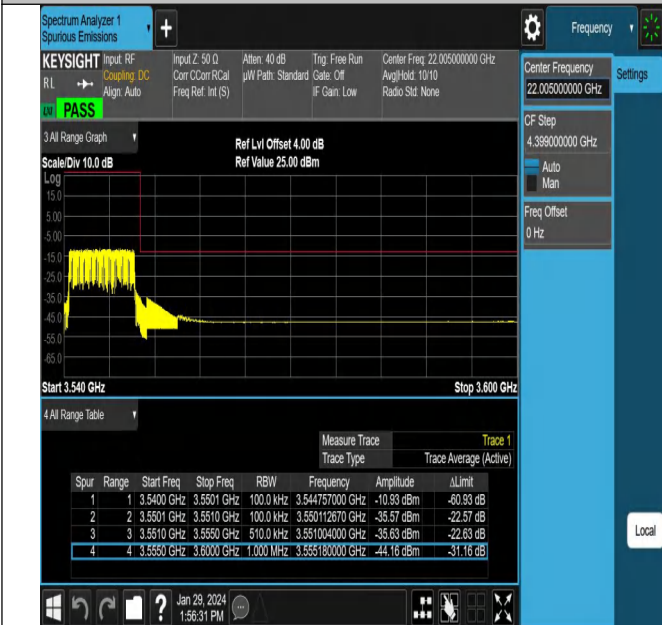 Spectrum Analyzer 1
Spurious Emissions
+
Frequency
KEYSIGHT Input: RF Input Z: 50 Ω Atten: 40 dB Trig: Free Run Center Freq: 22.005000000 GHz
RL Coupling: DC Corr CCorr RCal µW Path: Standard Gate: Off Avg|Hold: 10/10
Align: Auto Freq Ref: Int (S) IF Gain: Low Radio Std: None
PASS
3 All Range Graph
Ref Lvl Offset 4.00 dB
Scale/Div 10.0 dB Ref Value 25.00 dBm
Log
15.0
5.00
-5.00
-15.0
-25.0
-35.0
-45.0
-55.0
-65.0
Start 3.540 GHz Stop 3.600 GHz
4 All Range Table
Measure Trace Trace 1
Trace Type Trace Average (Active)
Spur Range Start Freq Stop Freq RBW Frequency Amplitude ΔLimit
1 1 3.5400 GHz 3.5501 GHz 100.0 kHz 3.544757000 GHz -10.93 dBm -60.93 dB
2 2 3.5501 GHz 3.5510 GHz 100.0 kHz 3.550112670 GHz -35.57 dBm -22.57 dB
3 3 3.5510 GHz 3.5550 GHz 510.0 kHz 3.551004000 GHz -35.63 dBm -22.63 dB
4 4 3.5550 GHz 3.6000 GHz 1.000 MHz 3.555180000 GHz -44.16 dBm -31.16 dB
Jan 29, 2024
1:56:31 PM
Center Frequency
22.005000000 GHz
Settings
CF Step
4.399000000 GHz
Auto
Man
Freq Offset
0 Hz
Local